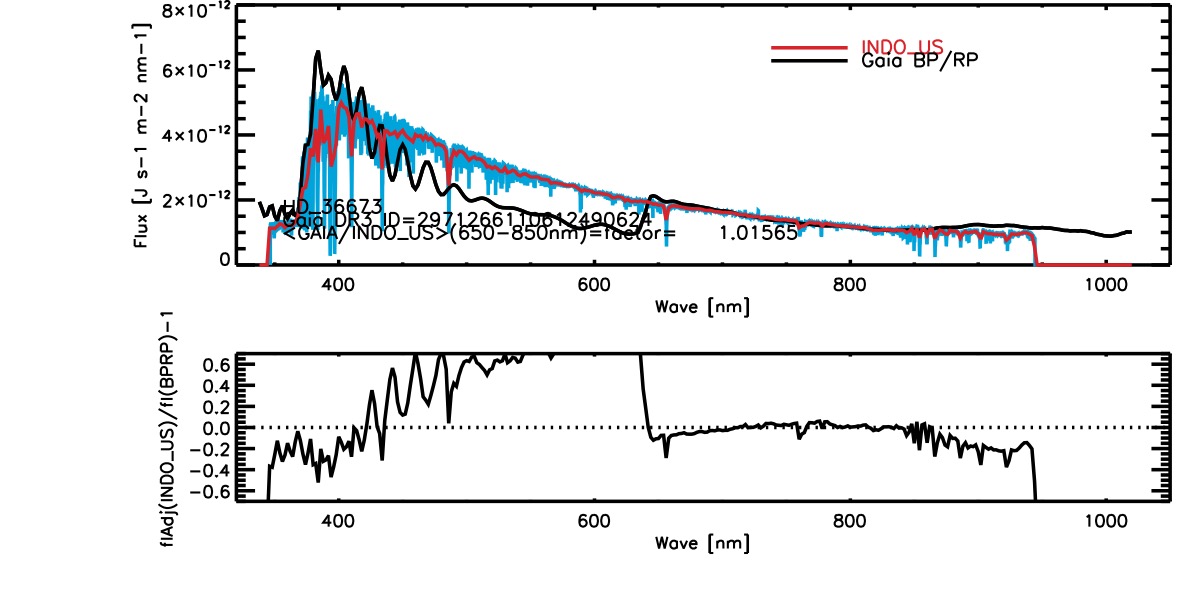 8×10−12
6×10−12
4×10−12
2×10−12
0
Flux [J s−1 m−2 nm−1]
INDO_US
Gaia BP/RP
HD_36673
Gaia DR3 ID=
<GAIA/INDO_US>(650−850nm)=factor= 1.01565
400 600 800 1000
Wave [nm]
flAdj(INDO_US)/fl(BPRP)−1
0.6
0.4
0.2
0.0
−0.2
−0.4
−0.6
400 600 800 1000
Wave [nm]